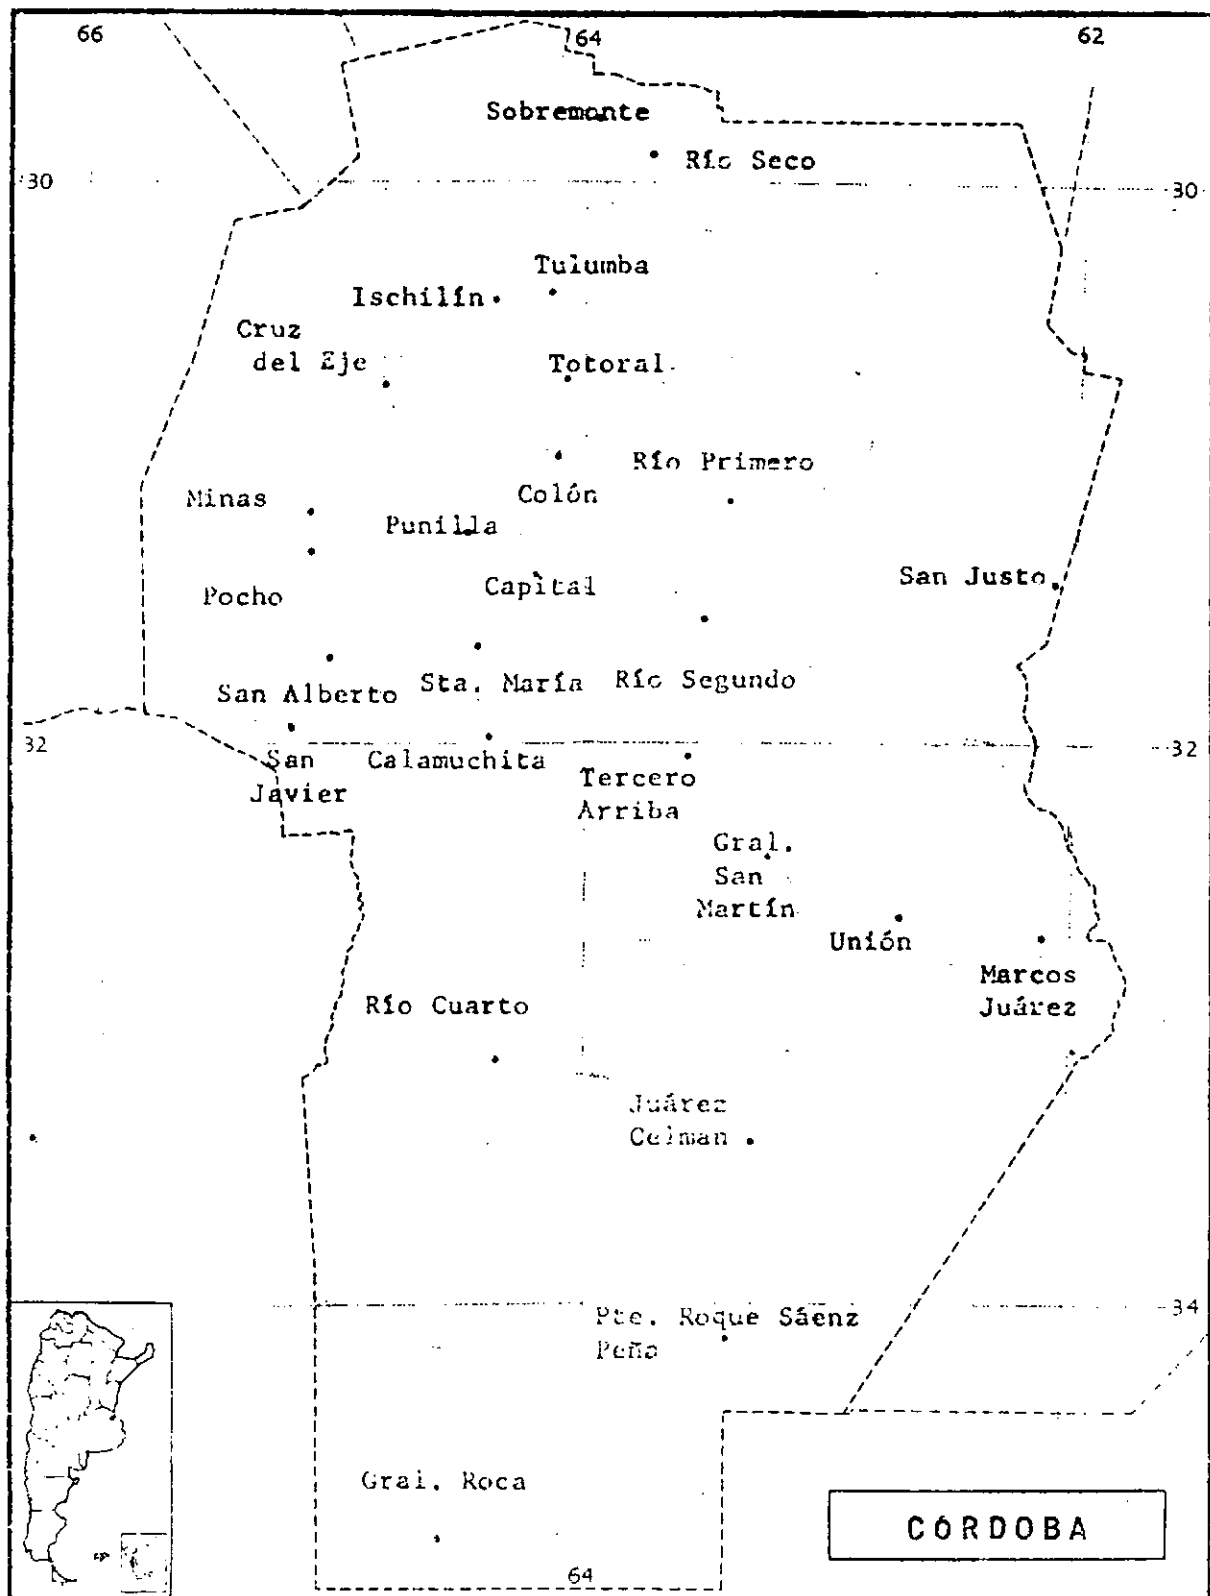 66 64 62
Sobremonte
Río Seco
30 30
Tulumba
Ischilín
Cruz
del Eje
Totoral
Río Primero
Minas
Colón
Punilla
San Justo
Capital
Pocho
Sta. María
Río Segundo
San Alberto
32 32
San
Javier
Calamuchita
Tercero
Arriba
Gral.
San
Martín
Unión
Marcos
Juárez
Río Cuarto
Juárez
Celman
34
Pte. Roque Sáenz
Peña
Gral. Roca
CÓRDOBA
64